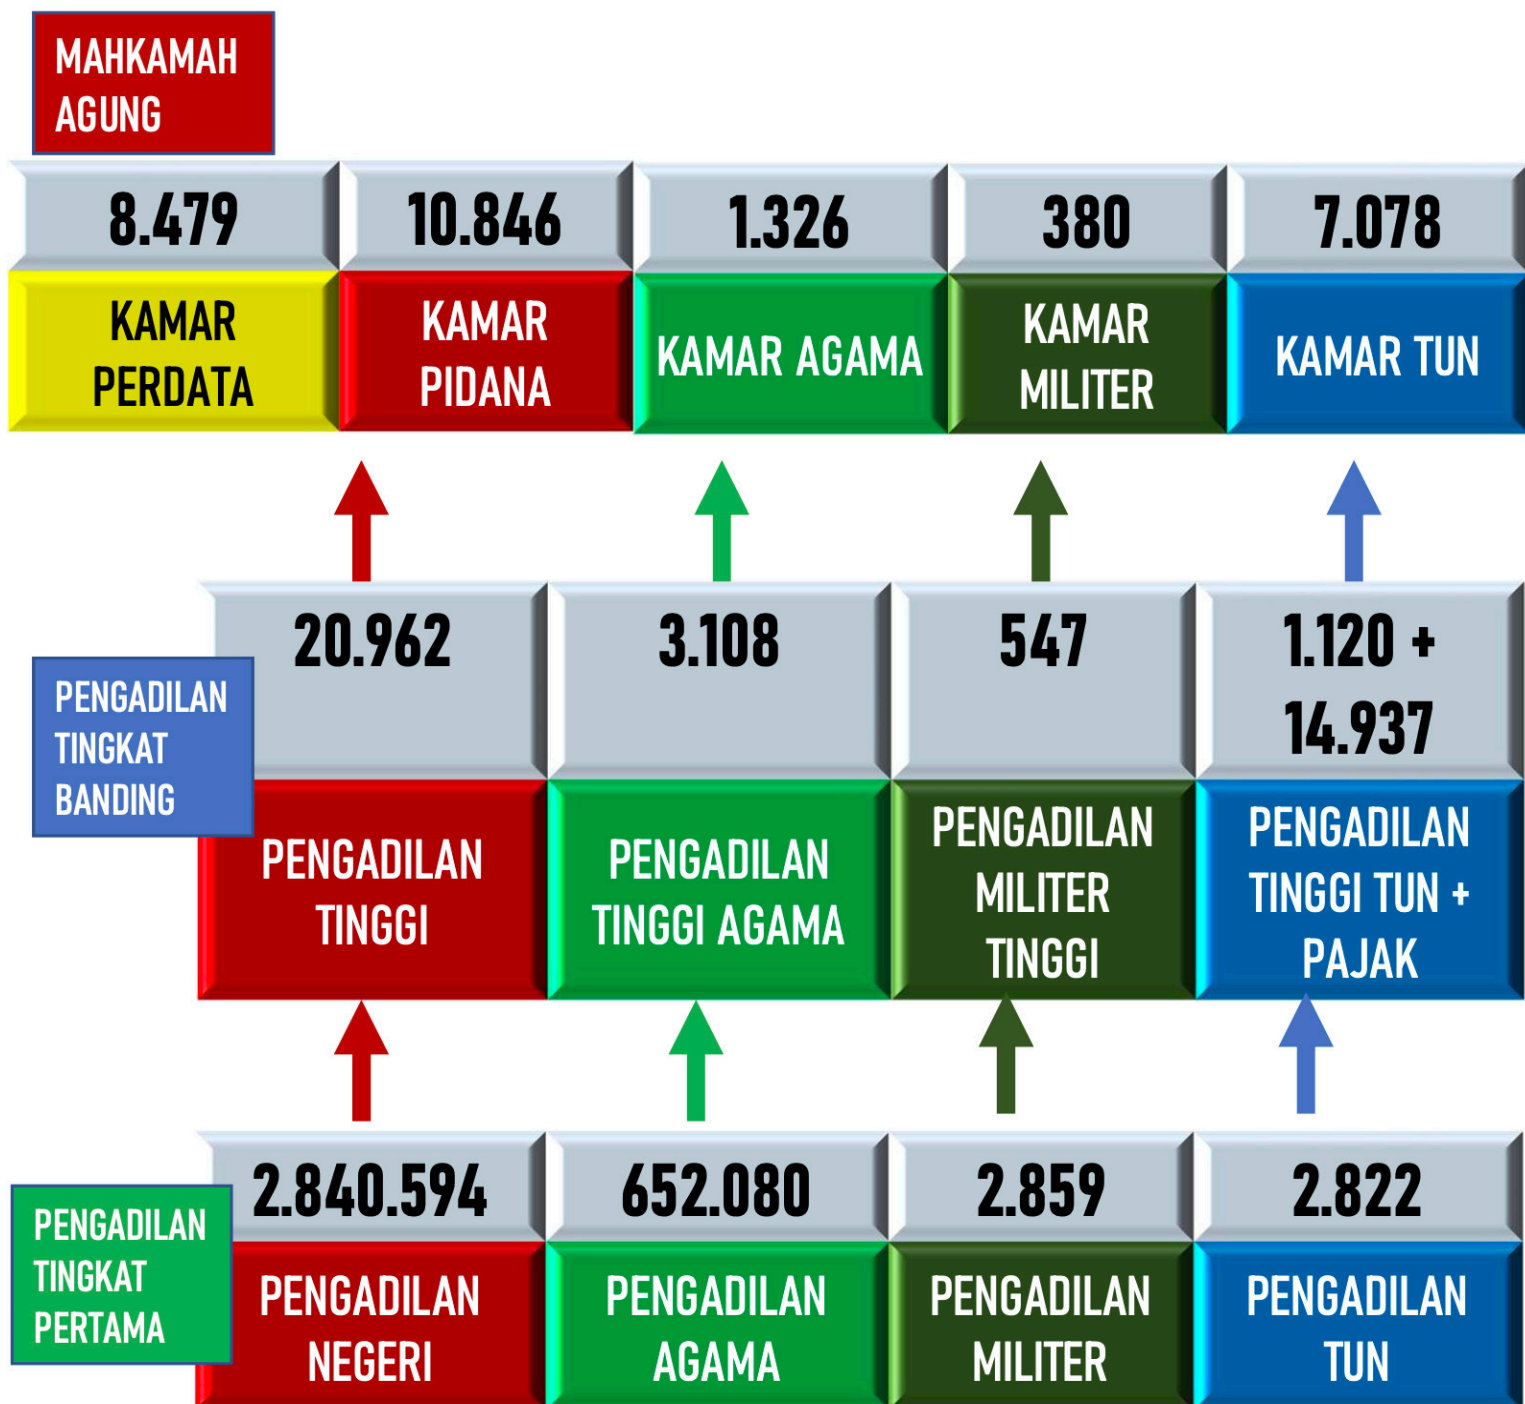 MAHKAMAH
AGUNG
8.479
10.846
1.326
380
7.078
KAMAR
PERDATA
KAMAR
PIDANA
KAMAR AGAMA
KAMAR
MILITER
KAMAR TUN
PENGADILAN
TINGKAT
BANDING
20.962
3.108
547
1.120 +
14.937
PENGADILAN
TINGGI
PENGADILAN
TINGGI AGAMA
PENGADILAN
MILITER
TINGGI
PENGADILAN
TINGGI TUN +
PAJAK
PENGADILAN
TINGKAT
PERTAMA
2.840.594
652.080
2.859
2.822
PENGADILAN
NEGERI
PENGADILAN
AGAMA
PENGADILAN
MILITER
PENGADILAN
TUN